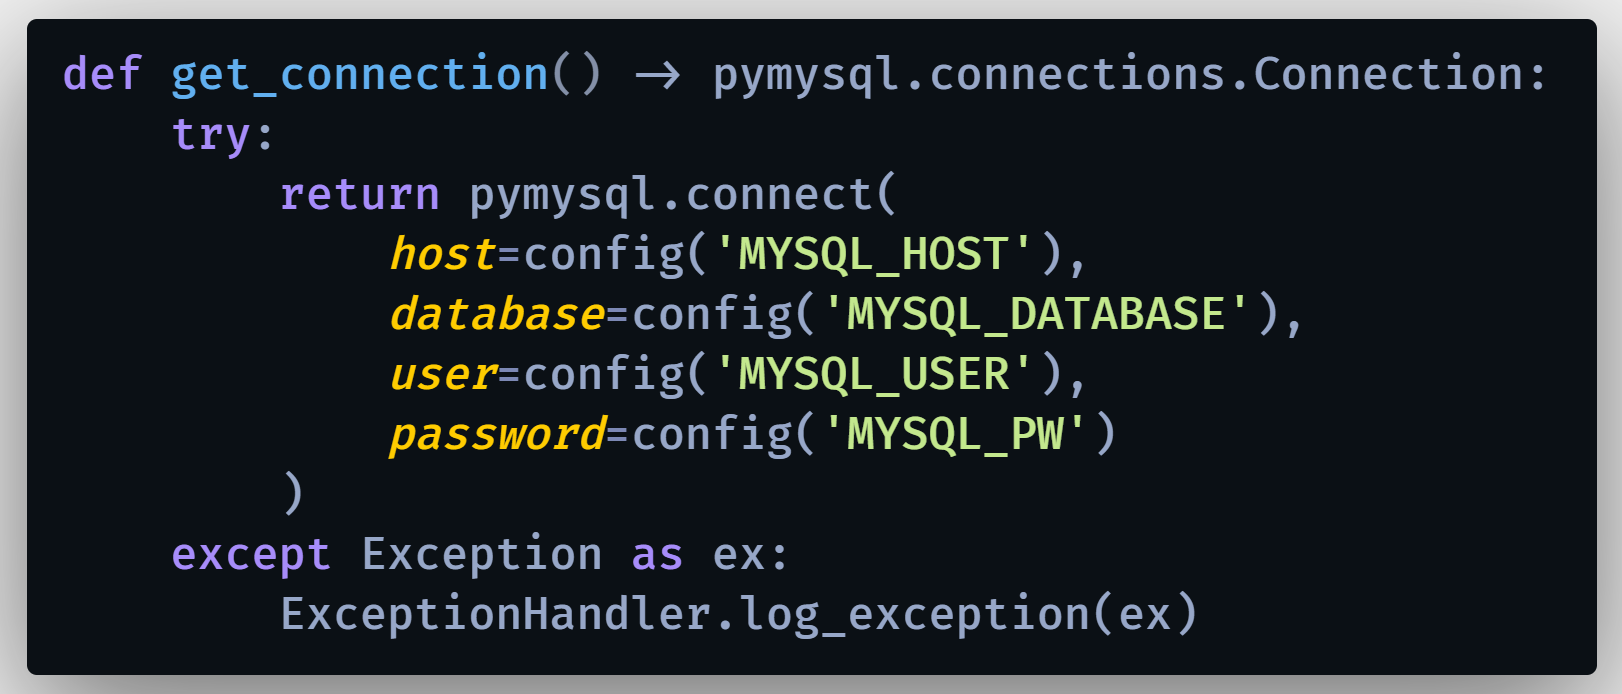 def get_connection() -> pymysql.connections.Connection:
    try:
        return pymysql.connect(
            host=config('MYSQL_HOST'),
            database=config('MYSQL_DATABASE'),
            user=config('MYSQL_USER'),
            password=config('MYSQL_PW')
        )
    except Exception as ex:
        ExceptionHandler.log_exception(ex)